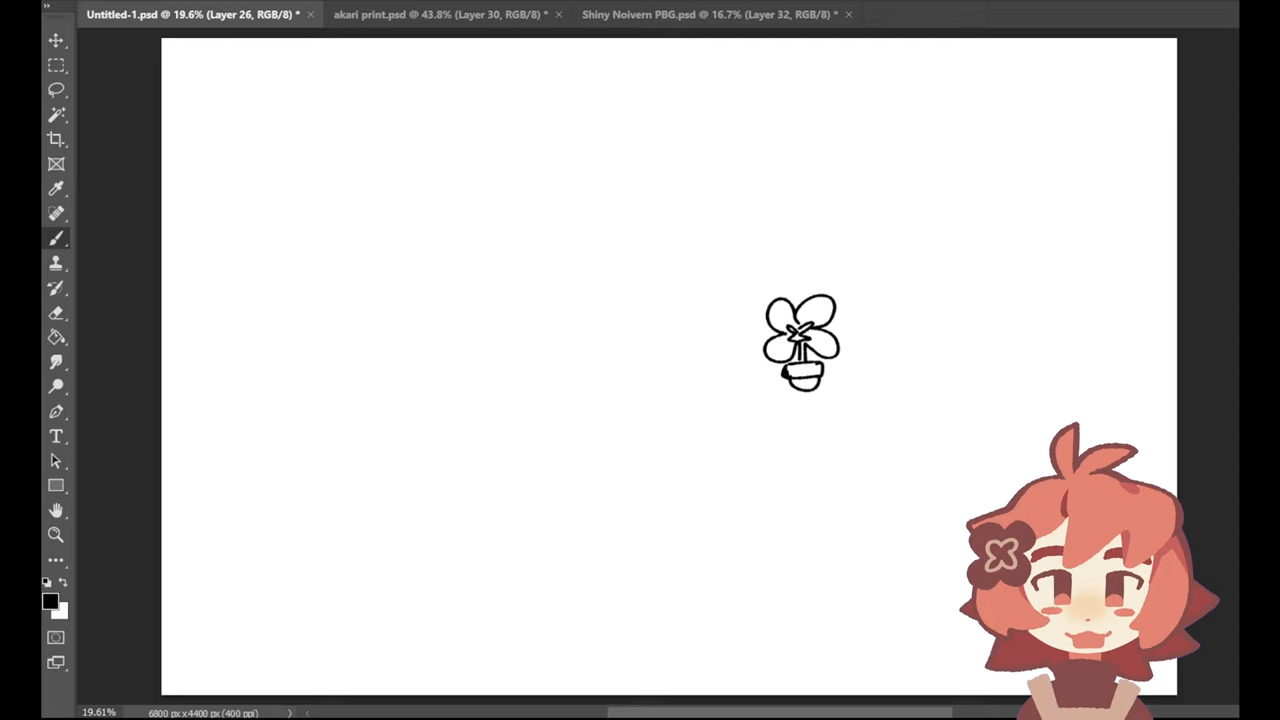 Untitled-1.psd @ 19.6% (Layer 26, RGB/8) *
akari print.psd @ 43.8% (Layer 30, RGB/8) *
Shiny Noivern PBG.psd @ 16.7% (Layer 32, RGB/8) *
19.61%
6800 px x 4400 px (400 ppi)